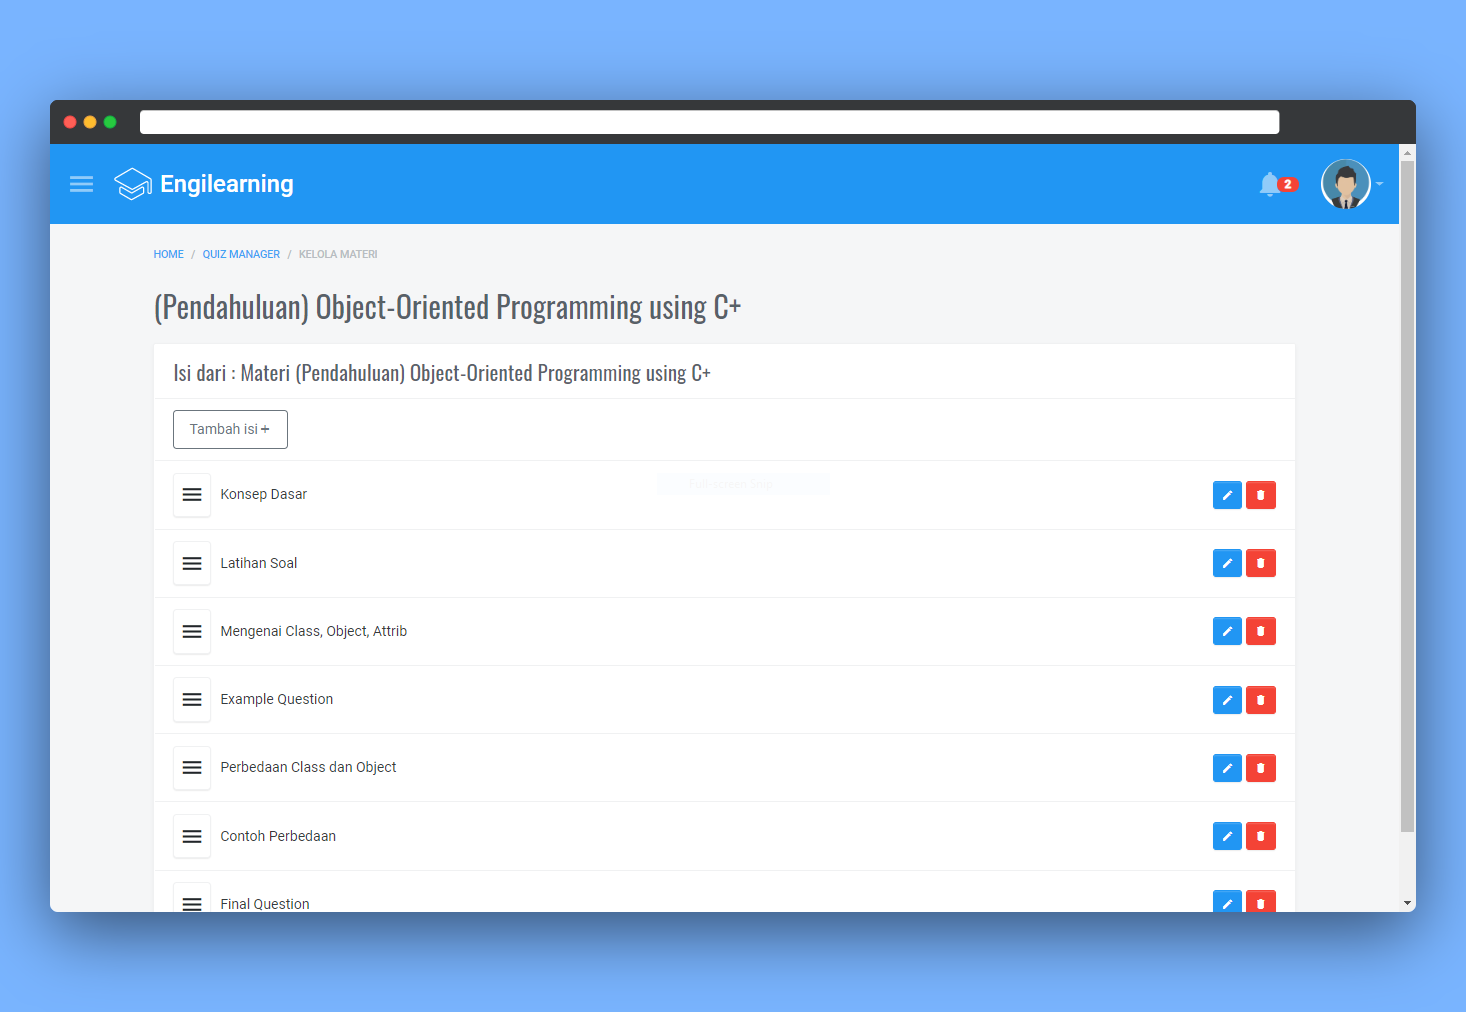 Engilearning
2
HOME / QUIZ MANAGER / KELOLA MATERI
(Pendahuluan) Object-Oriented Programming using C+
Isi dari : Materi (Pendahuluan) Object-Oriented Programming using C+
Tambah isi +
Konsep Dasar
Latihan Soal
Mengenai Class, Object, Attrib
Example Question
Perbedaan Class dan Object
Contoh Perbedaan
Final Question